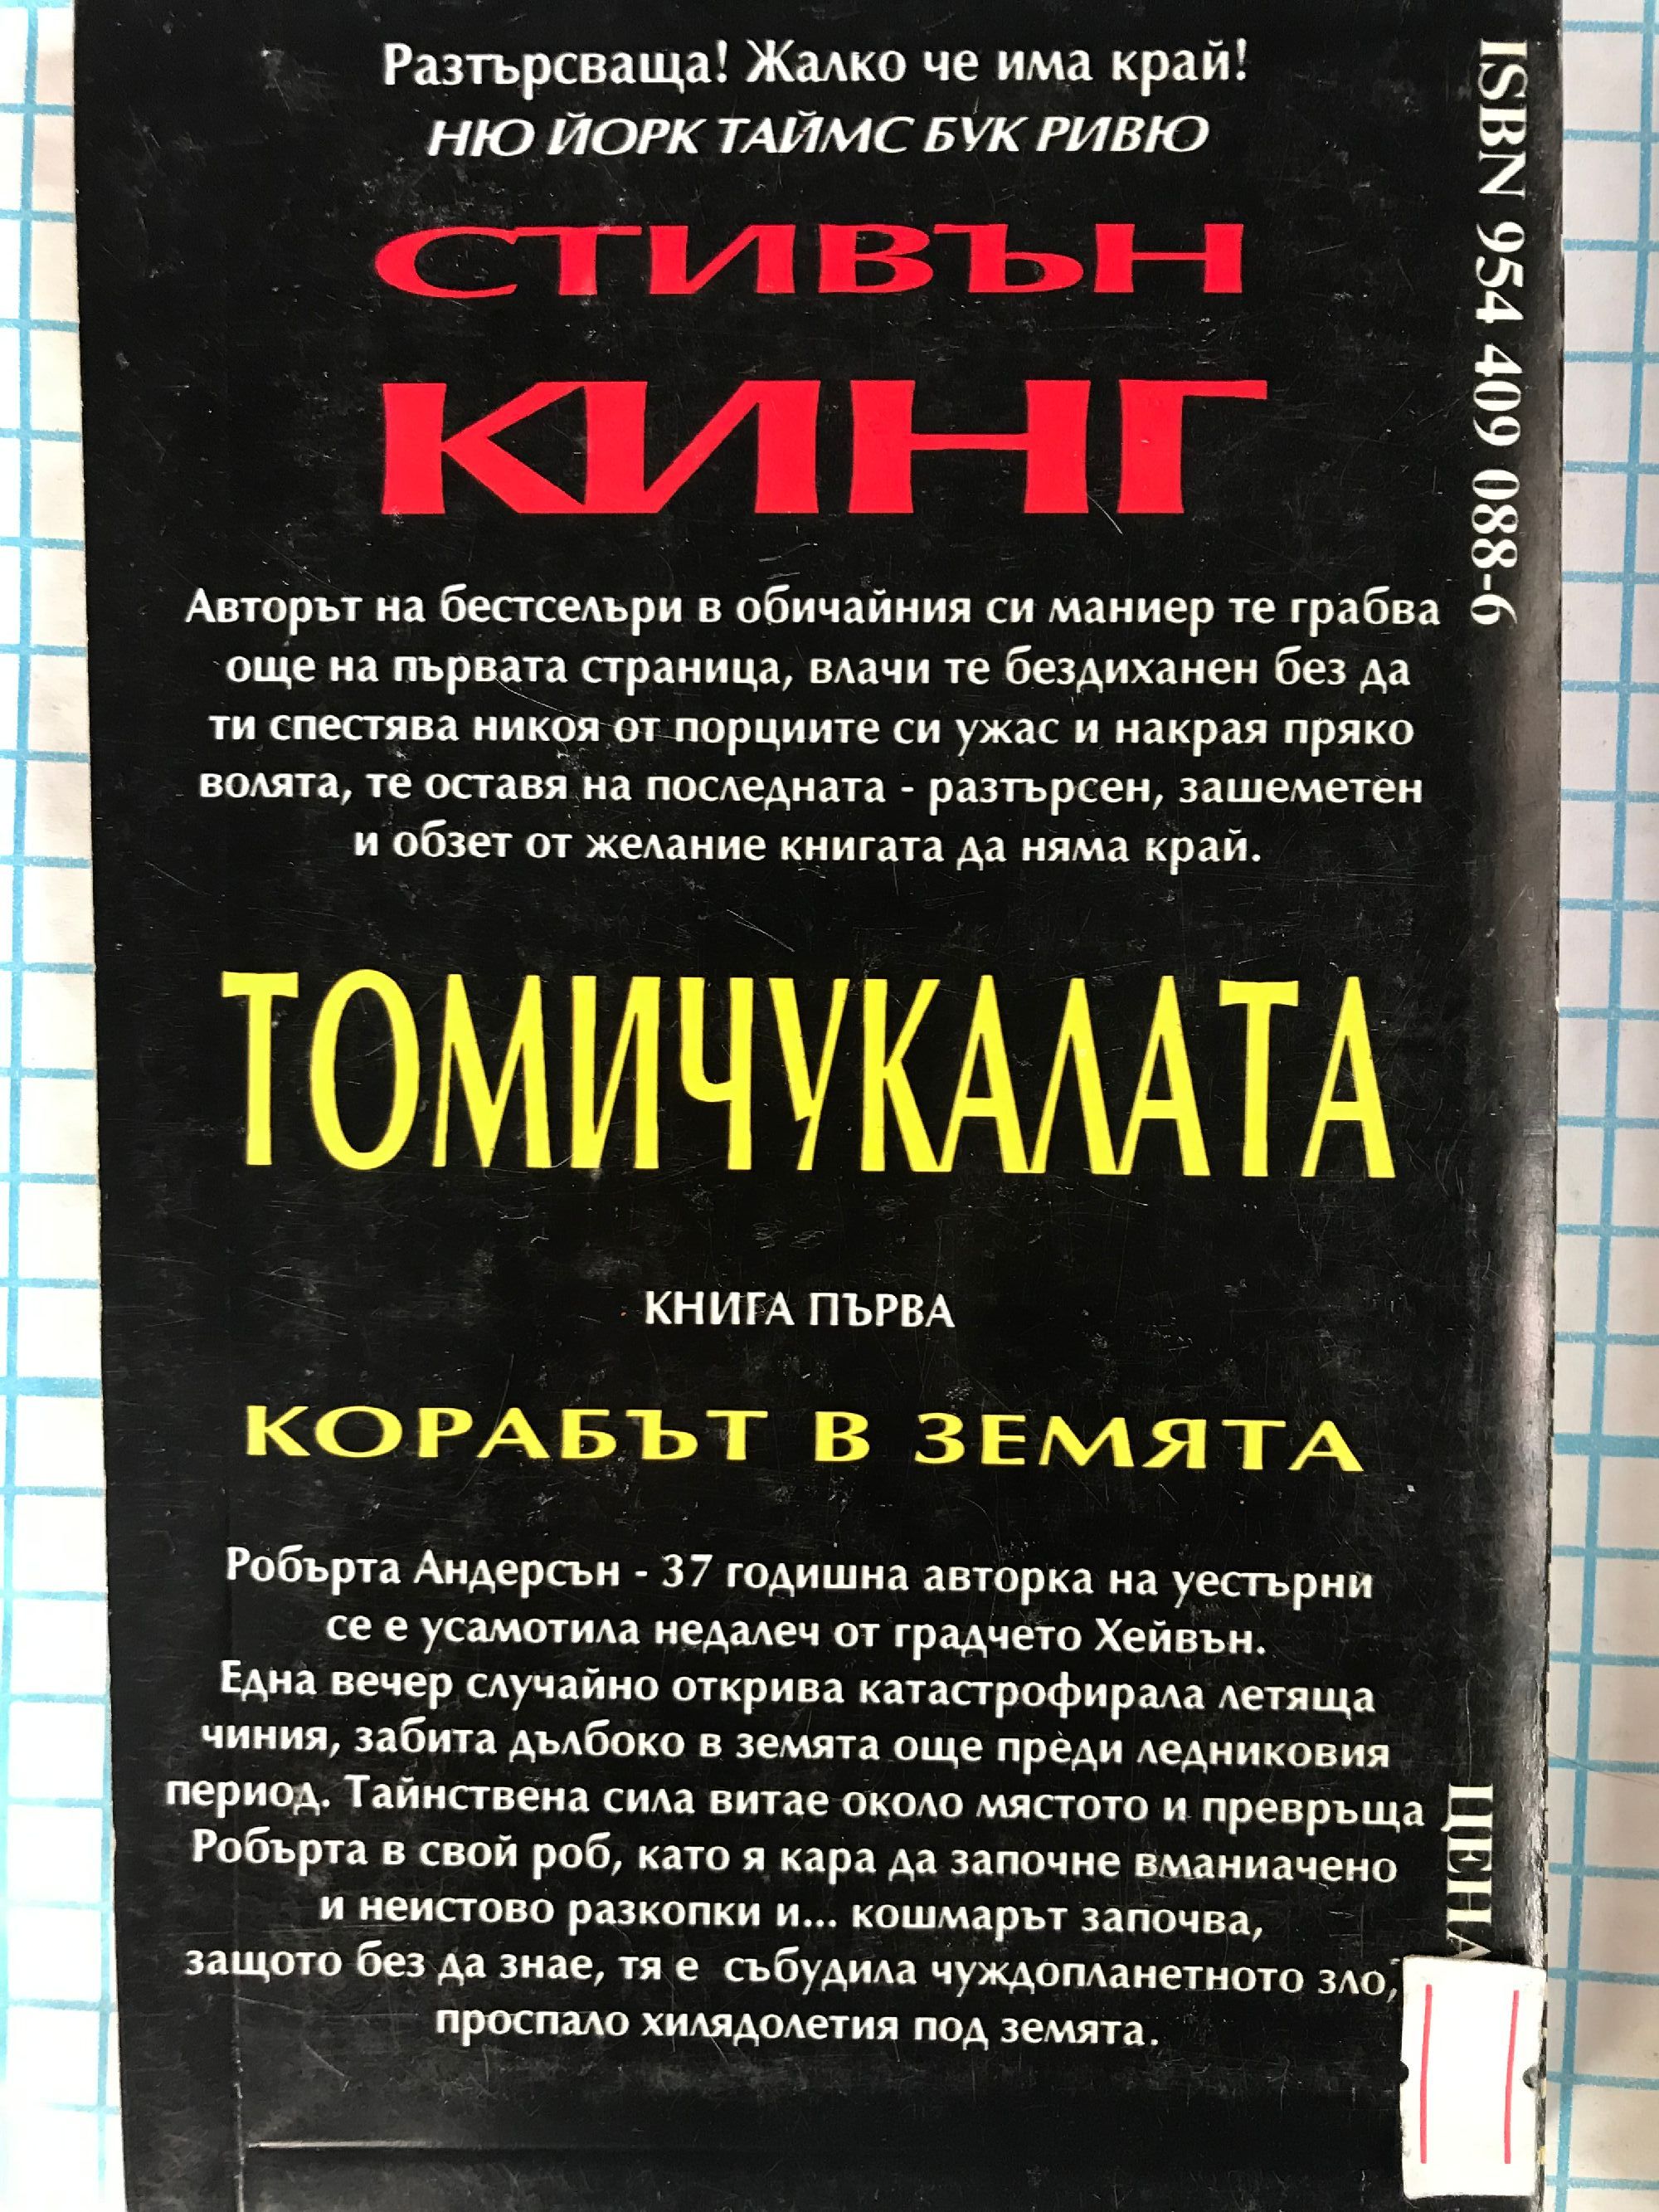 Разтърсваща! Жалко че има край!
НЮ ЙОРК ТАЙМС БУК РИВЮ
СТИВЪН
КИНГ
Авторът на бестселъри в обичайния си маниер те грабва
още на първата страница, влачи те бездиханен без да
ти спестява никоя от порциите си ужас и накрая пряко
волята, те оставя на последната - разтърсен, зашеметен
и обзет от желание книгата да няма край.
ТОМИЧУКАЛАТА
КНИГА ПЪРВА
КОРАБЪТ В ЗЕМЯТА
Робърта Андерсън - 37 годишна авторка на уестърни
се е усамотила недалеч от градчето Хейвън.
Една вечер случайно открива катастрофирала летяща
чиния, забита дълбоко в земята още преди ледниковия
период. Тайнствена сила витае около мястото и превръща
Робърта в свой роб, като я кара да започне вманиачено
и неистово разкопки и... кошмарът започва,
защото без да знае, тя е събудила чуждопланетното зло,
проспало хилядолетия под земята.
ISBN 954 409 088-6
ЦЕНА